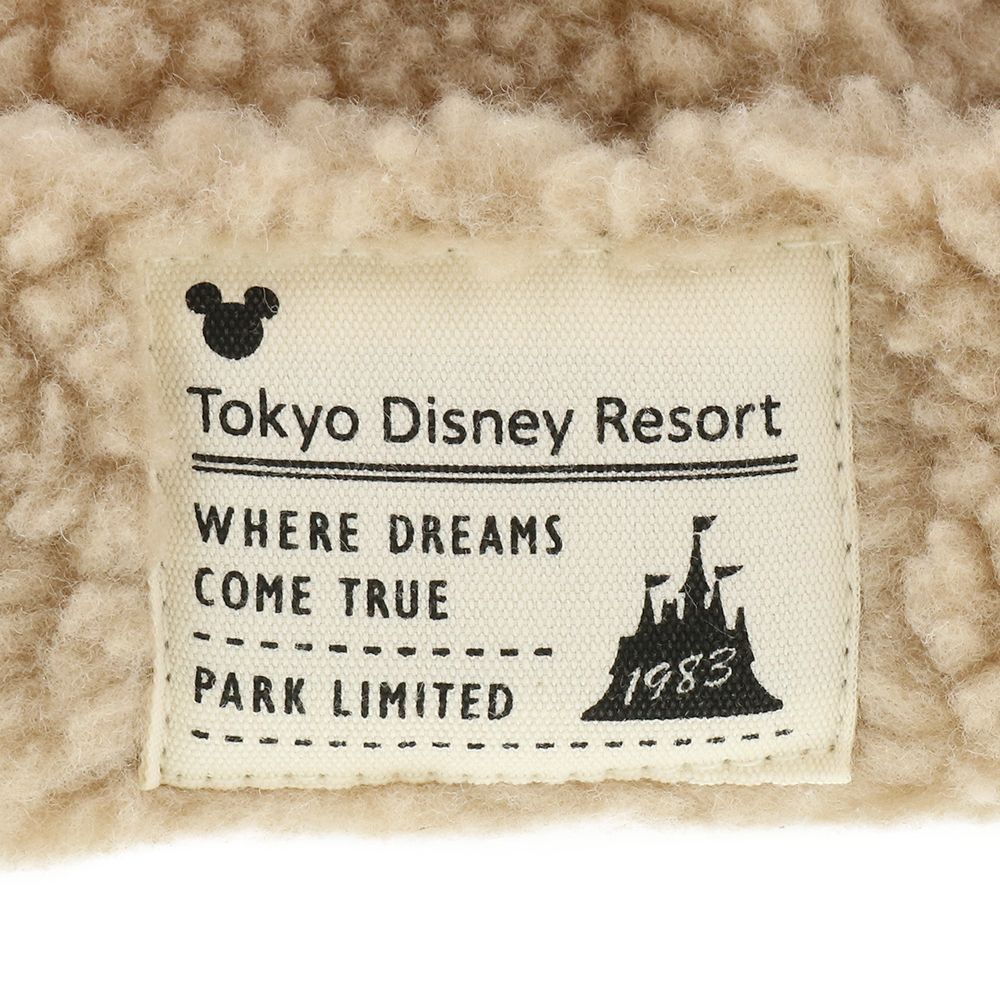 Tokyo Disney Resort
WHERE DREAMS
COME TRUE
PARK LIMITED
1983